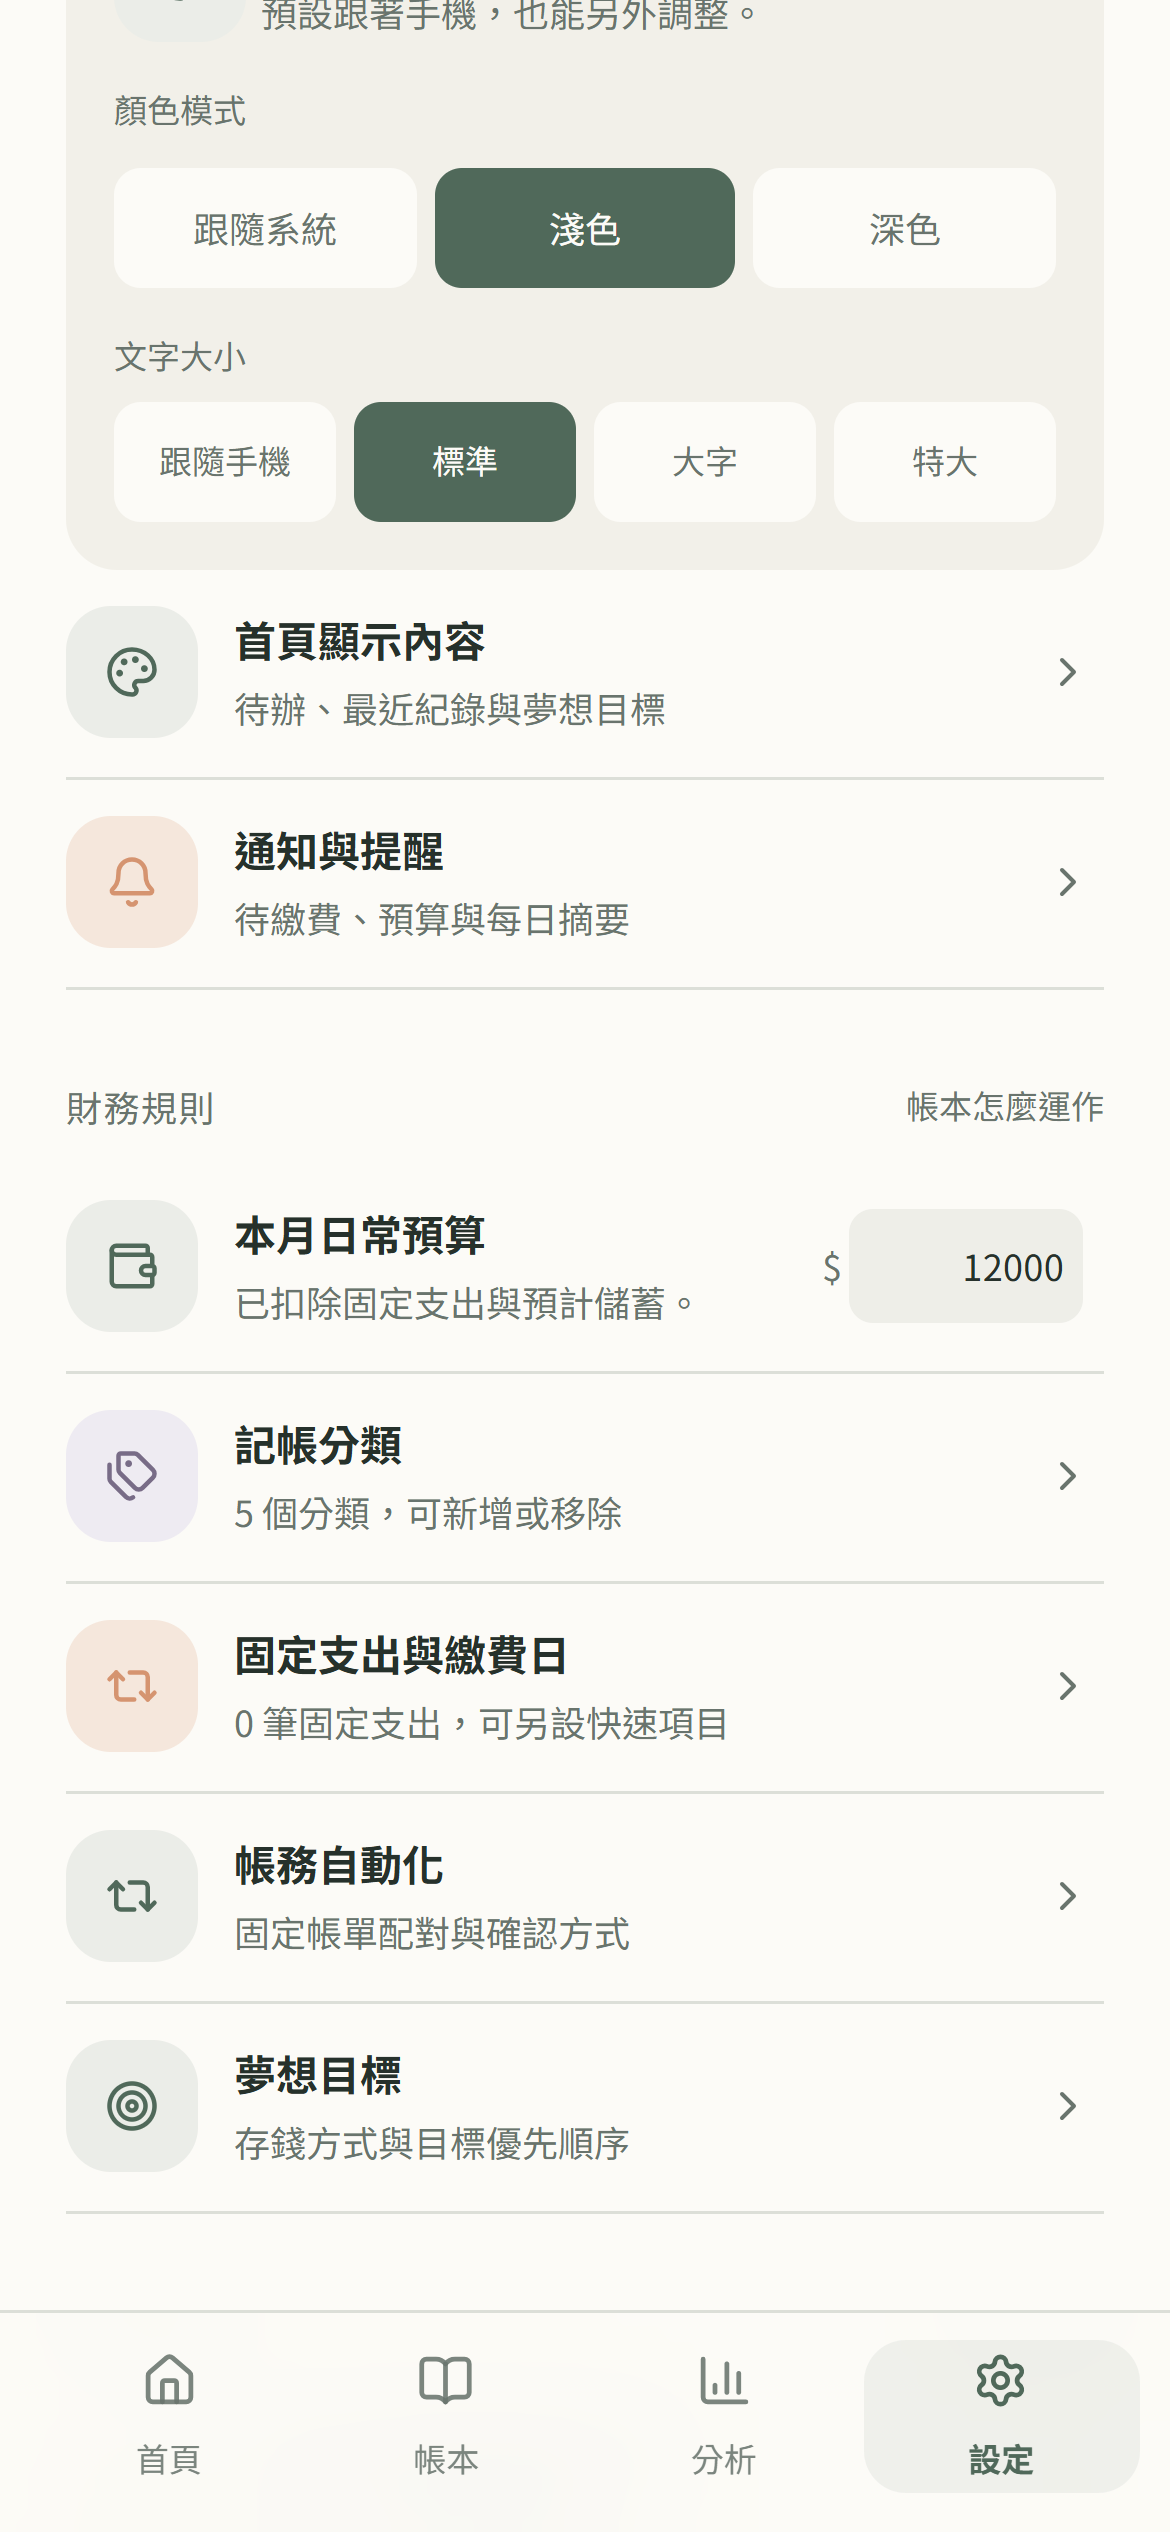 預設跟著手機，也能另外調整。
顏色模式
跟隨系統
淺色
深色
文字大小
跟隨手機
標準
大字
特大
首頁顯示內容
待辦、最近紀錄與夢想目標
通知與提醒
待繳費、預算與每日摘要
財務規則
帳本怎麼運作
本月日常預算
已扣除固定支出與預計儲蓄。
$ 12000
記帳分類
5 個分類，可新增或移除
固定支出與繳費日
0 筆固定支出，可另設快速項目
帳務自動化
固定帳單配對與確認方式
夢想目標
存錢方式與目標優先順序
首頁
帳本
分析
設定